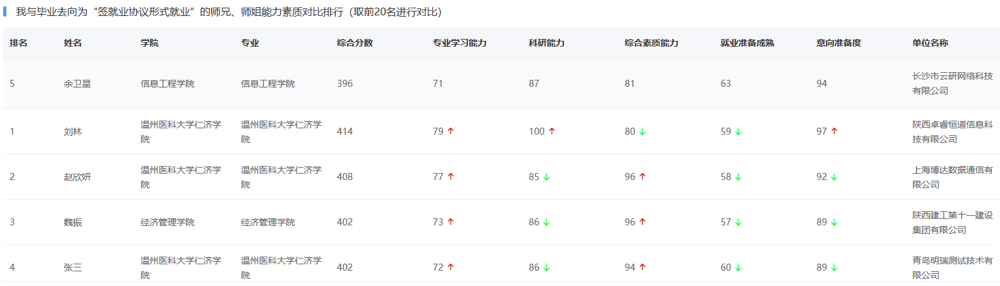 我与毕业去向为“签就业协议形式就业”的师兄、师姐能力素质对比排行（取前20名进行对比）
排名 姓名 学院 专业 综合分数 专业学习能力 科研能力 综合素质能力 就业准备成熟 意向准备度 单位名称
5 余卫星 信息工程学院 信息工程学院 396 71 87 81 63 94 长沙市云研网络科技
有限公司
1 刘林 温州医科大学仁济学 温州医科大学仁济学 414 79 ↑ 100 ↑ 80 ↓ 59 ↓ 97 ↑ 陕西卓睿恒道信息科
院 院 技有限公司
2 赵欣妍 温州医科大学仁济学 温州医科大学仁济学 408 77 ↑ 85 ↓ 96 ↑ 58 ↓ 92 ↓ 上海博达数据通信有
院 院 限公司
3 魏振 经济管理学院 经济管理学院 402 73 ↑ 86 ↓ 96 ↑ 57 ↓ 89 ↓ 陕西建工第十一建设
集团有限公司
4 张三 温州医科大学仁济学 温州医科大学仁济学 402 72 ↑ 86 ↓ 94 ↑ 60 ↓ 89 ↓ 青岛明瑞测试技术有
院 院 限公司